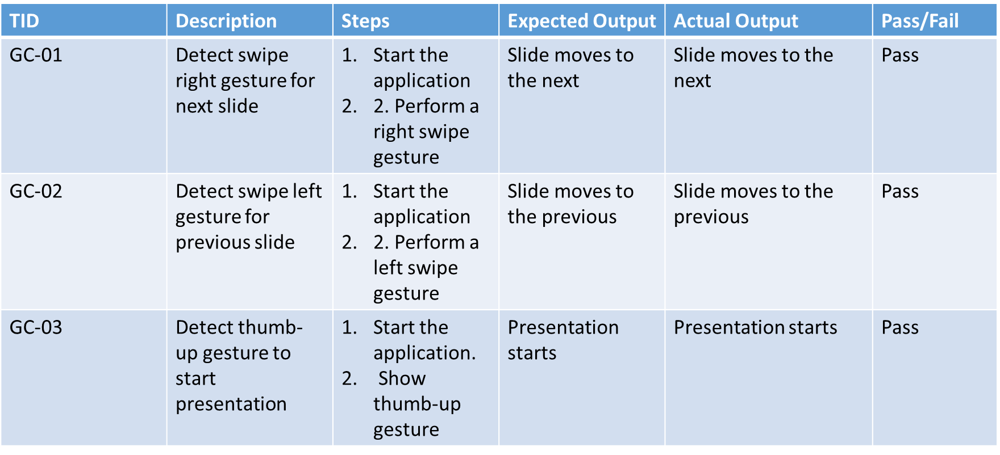 TID
Description
Steps
Expected Output
Actual Output
Pass/Fail
GC-01
Detect swipe
right gesture for
next slide
1. Start the
application
2. 2. Perform a
right swipe
gesture
Slide moves to
the next
Slide moves to the
next
Pass
GC-02
Detect swipe left
gesture for
previous slide
1. Start the
application
2. 2. Perform a
left swipe
gesture
Slide moves to
the previous
Slide moves to the
previous
Pass
GC-03
Detect thumb-
up gesture to
start
presentation
1. Start the
application.
2. Show
thumb-up
gesture
Presentation
starts
Presentation starts
Pass